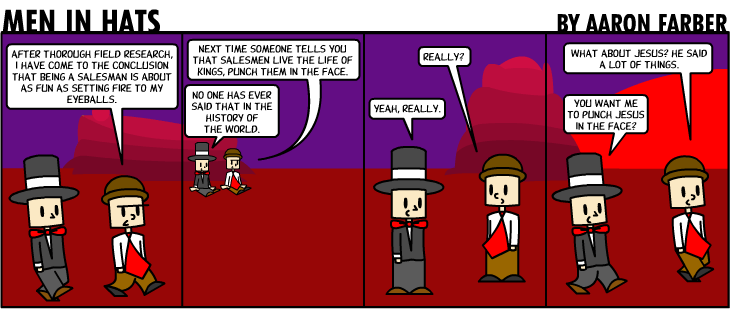 MEN IN HATS
BY AARON FARBER
AFTER THOROUGH FIELD RESEARCH,
I HAVE COME TO THE CONCLUSION
THAT BEING A SALESMAN IS ABOUT
AS FUN AS SETTING FIRE TO MY
EYEBALLS.
NEXT TIME SOMEONE TELLS YOU
THAT SALESMEN LIVE THE LIFE OF
KINGS, PUNCH THEM IN THE FACE.
NO ONE HAS EVER
SAID THAT IN THE
HISTORY OF
THE WORLD.
REALLY?
YEAH, REALLY.
WHAT ABOUT JESUS? HE SAID
A LOT OF THINGS.
YOU WANT ME
TO PUNCH JESUS
IN THE FACE?